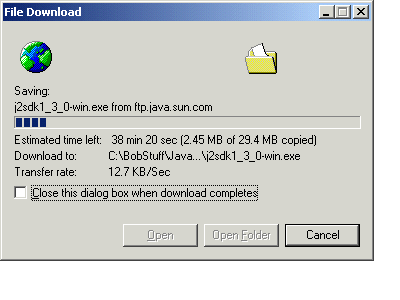 File Download
Saving:
j2sdk1_3_0-win.exe from ftp.java.sun.com
Estimated time left: 38 min 20 sec (2.45 MB of 29.4 MB copied)
Download to: C:\BobStuff\Java...\j2sdk1_3_0-win.exe
Transfer rate: 12.7 KB/Sec
Close this dialog box when download completes
Open Open Folder Cancel